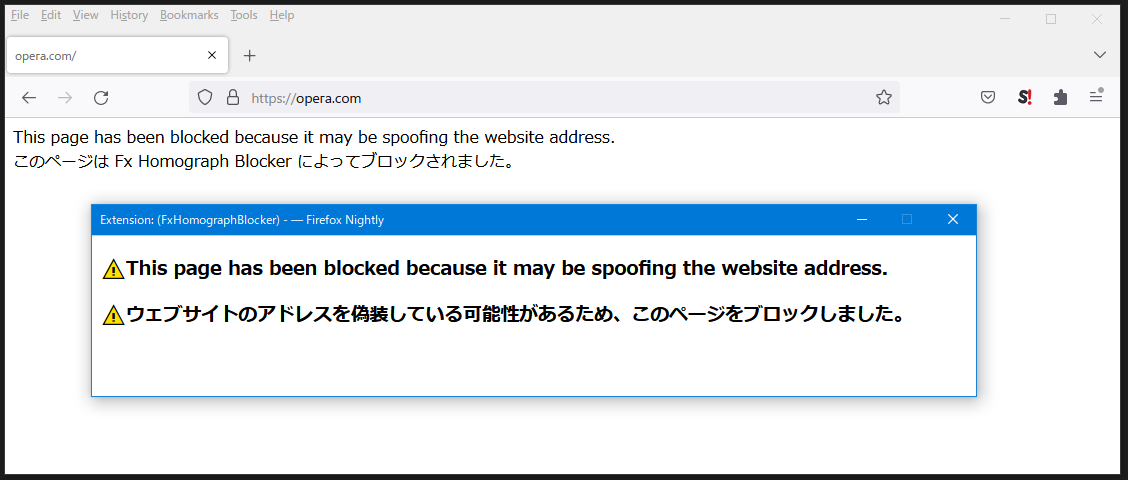 File Edit View History Bookmarks Tools Help
opera.com/
https://opera.com
S!
This page has been blocked because it may be spoofing the website address.
このページは Fx Homograph Blocker によってブロックされました。
Extension: (FxHomographBlocker) - — Firefox Nightly
⚠This page has been blocked because it may be spoofing the website address.
⚠ウェブサイトのアドレスを偽装している可能性があるため、このページをブロックしました。